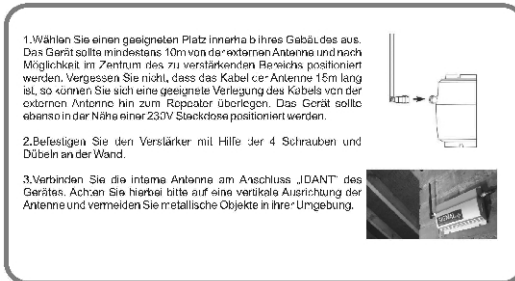 1.Wählen Sie einen geeigneten Platz innerhalb ihres Gebäudes aus.
Das Gerät sollte mindestens 10m von der externen Antenne und nach
Möglichkeit im Zentrum des zu verstärkenden Bereichs positioniert
werden. Vergessen Sie nicht, dass das Kabel der Antenne 15m lang
ist, so können Sie sich eine geeignete Verlegung des Kabels von der
externen Antenne hin zum Repeater überlegen. Das Gerät sollte
ebenso in der Nähe einer 230V Steckdose positioniert werden.
2.Befestigen Sie den Verstärker mit Hilfe der 4 Schrauben und
Dübeln an der Wand.
3.Verbinden Sie die interne Antenne am Anschluss „IDANT" des
Gerätes. Achten Sie hierbei bitte auf eine vertikale Ausrichtung der
Antenne und vermeiden Sie metallische Objekte in ihrer Umgebung.